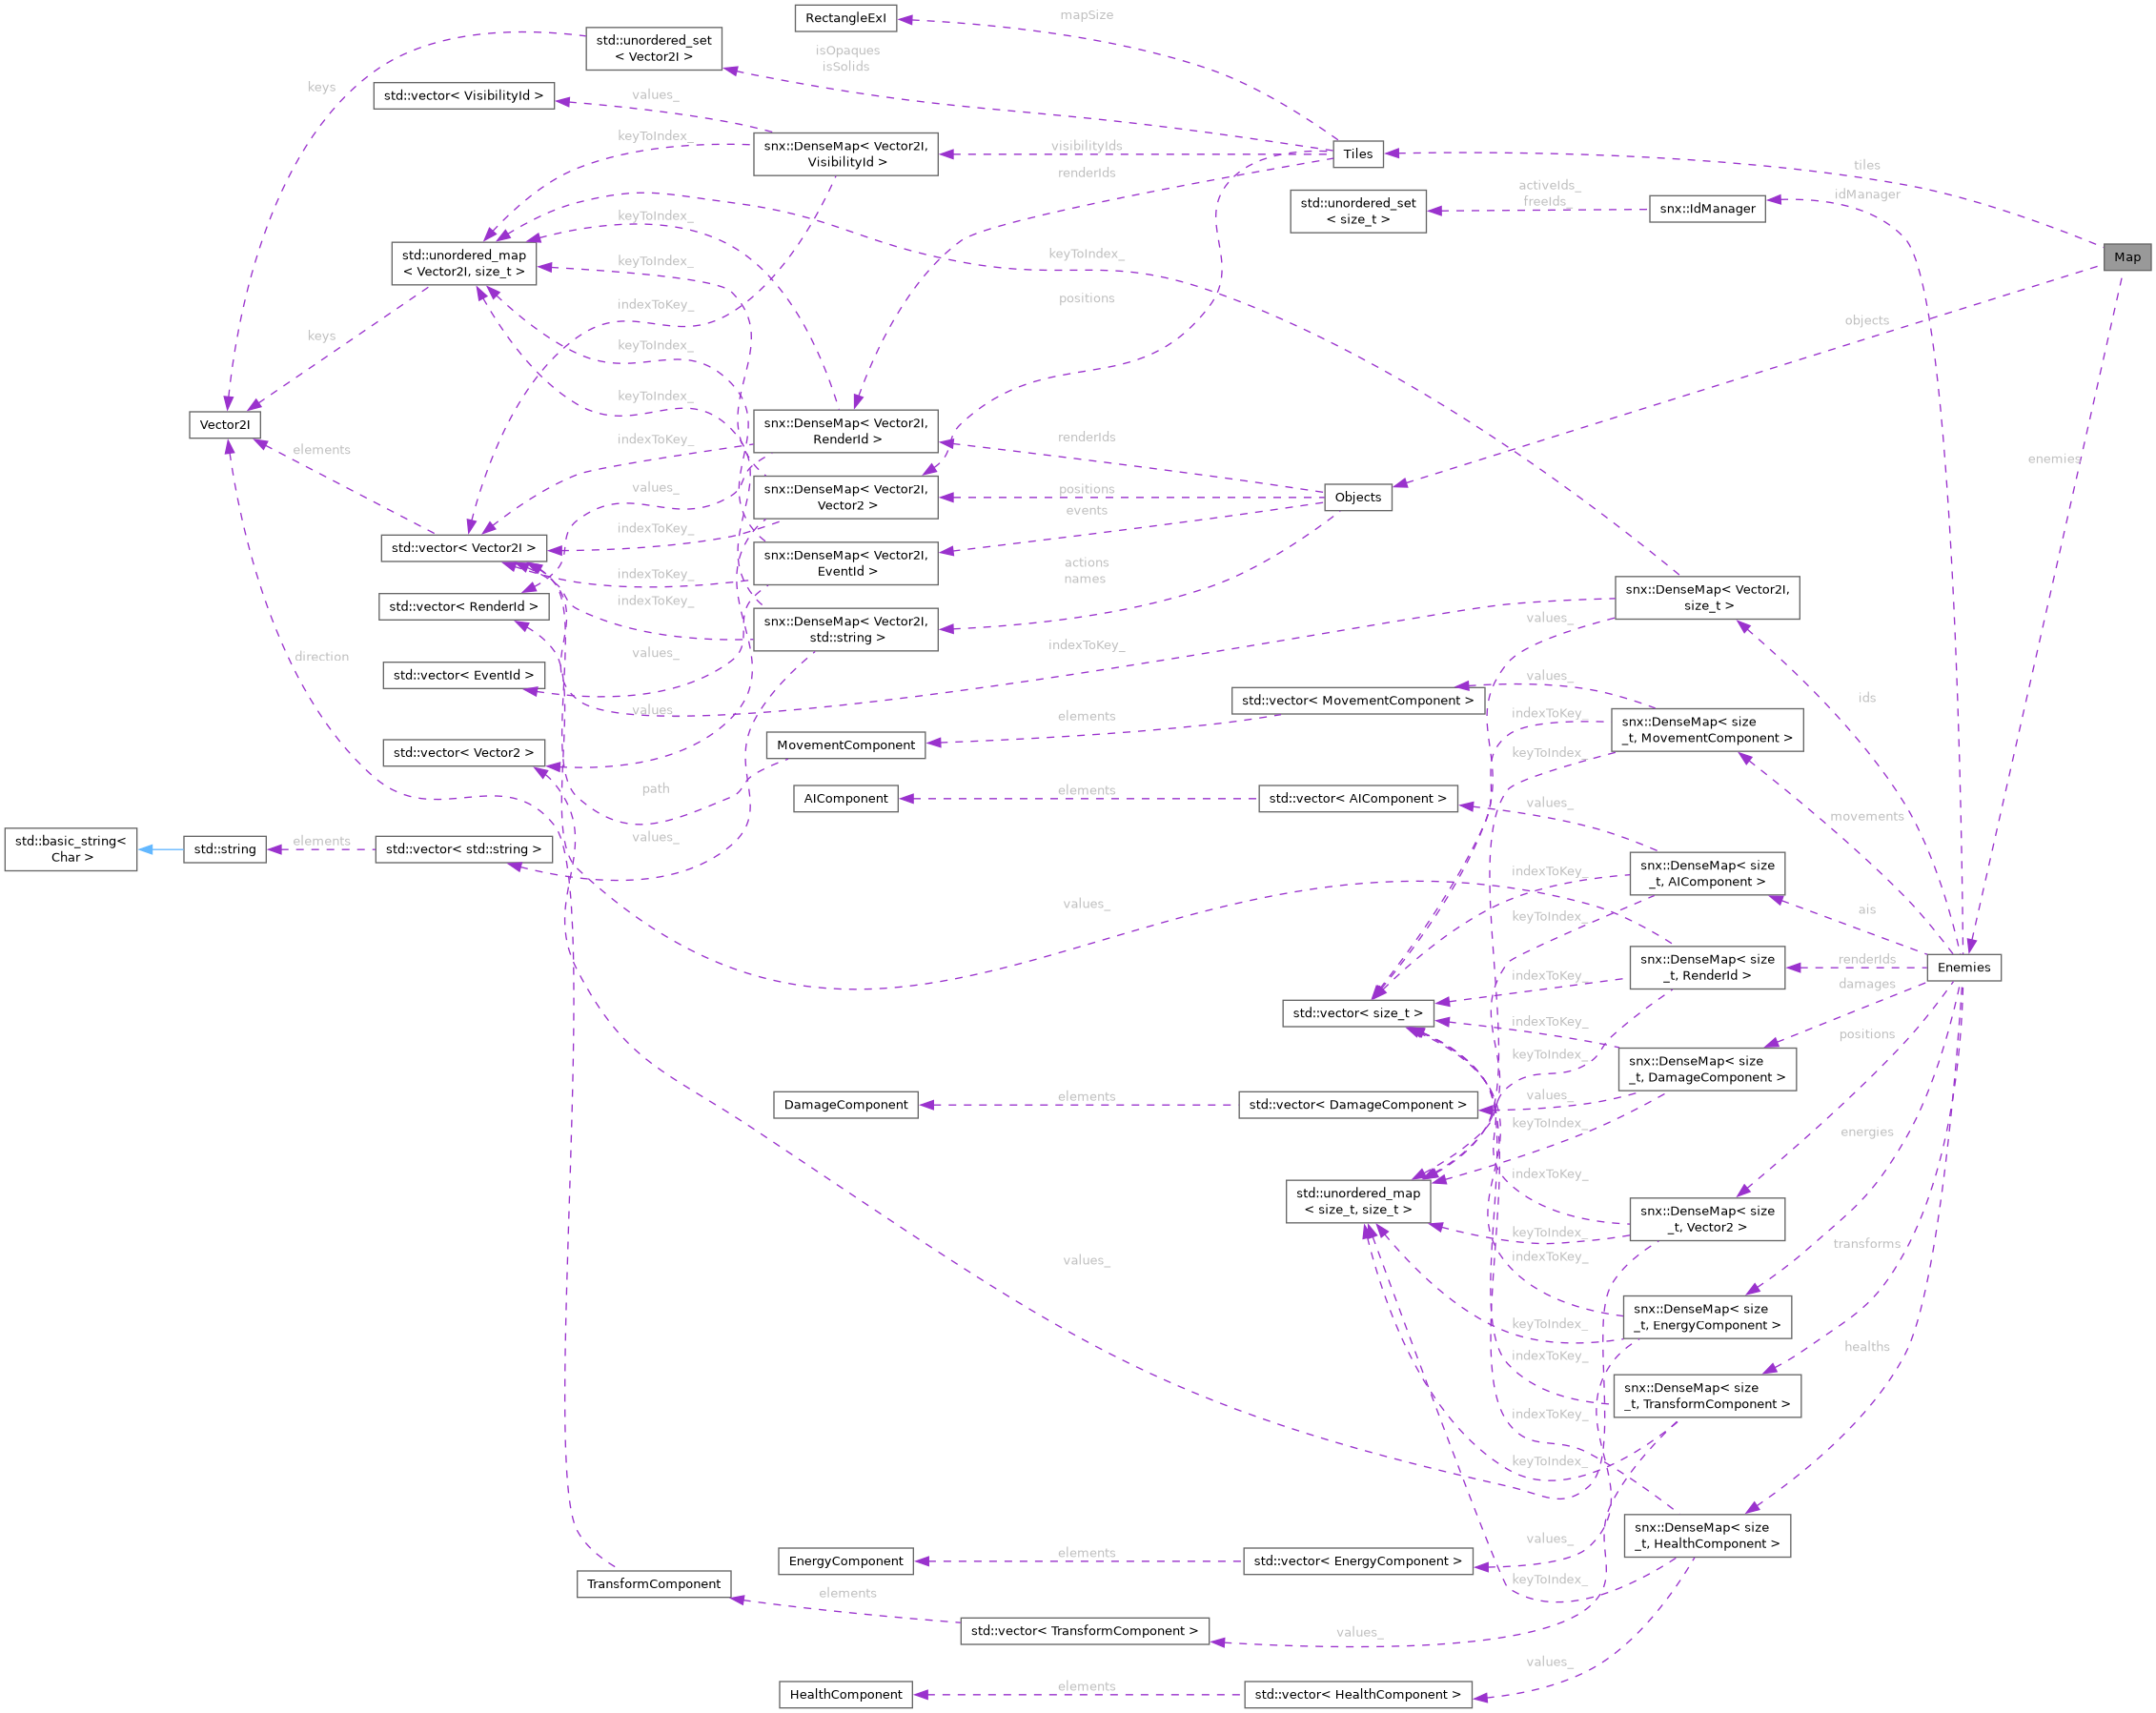 RectangleExI
mapSize
std::unordered_set
< Vector2I >
isOpaques
isSolids
keys
std::vector< VisibilityId >
values_
keyToIndex_
snx::DenseMap< Vector2I,
VisibilityId >
visibilityIds
Tiles
tiles
renderIds
std::unordered_set
< size_t >
activeIds_
freeIds_
snx::IdManager
idManager
keyToIndex_
std::unordered_map
< Vector2I, size_t >
keyToIndex_
keyToIndex_
Map
indexToKey_
positions
objects
keys
keyToIndex_
keyToIndex_
Vector2I
snx::DenseMap< Vector2I,
RenderId >
renderIds
elements
indexToKey_
enemies
values_
snx::DenseMap< Vector2I,
Vector2 >
positions
events
Objects
indexToKey_
std::vector< Vector2I >
snx::DenseMap< Vector2I,
EventId >
indexToKey_
actions
names
indexToKey_
std::vector< RenderId >
snx::DenseMap< Vector2I,
size_t >
snx::DenseMap< Vector2I,
std::string >
values_
direction
values_
indexToKey_
std::vector< EventId >
values_
ids
std::vector< MovementComponent >
values_
elements
indexToKey_
snx::DenseMap< size
_t, MovementComponent >
std::vector< Vector2 >
MovementComponent
keyToIndex_
path
AIComponent
elements
std::vector< AIComponent >
values_
movements
std::basic_string<
Char >
std::string
elements
std::vector< std::string >
values_
indexToKey_
snx::DenseMap< size
_t, AIComponent >
values_
keyToIndex_
ais
indexToKey_
snx::DenseMap< size
_t, RenderId >
renderIds
Enemies
damages
std::vector< size_t >
indexToKey_
positions
keyToIndex_
snx::DenseMap< size
_t, DamageComponent >
DamageComponent
elements
std::vector< DamageComponent >
values_
keyToIndex_
energies
std::unordered_map
< size_t, size_t >
indexToKey_
snx::DenseMap< size
_t, Vector2 >
keyToIndex_
transforms
values_
indexToKey_
snx::DenseMap< size
_t, EnergyComponent >
keyToIndex_
healths
indexToKey_
snx::DenseMap< size
_t, TransformComponent >
indexToKey_
keyToIndex_
snx::DenseMap< size
_t, HealthComponent >
values_
EnergyComponent
elements
std::vector< EnergyComponent >
keyToIndex_
TransformComponent
elements
std::vector< TransformComponent >
values_
values_
HealthComponent
elements
std::vector< HealthComponent >